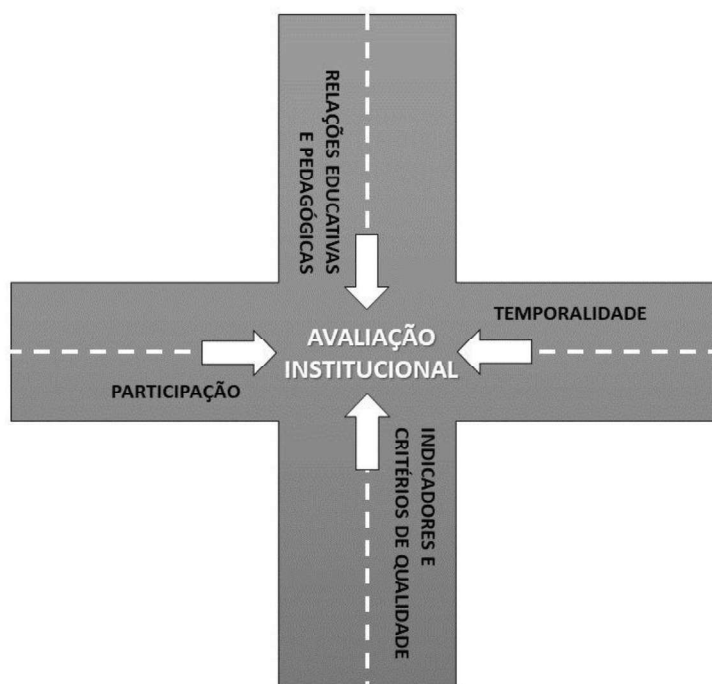 RELAÇÕES EDUCATIVAS
E PEDAGÓGICAS
TEMPORALIDADE
AVALIAÇÃO
INSTITUCIONAL
PARTICIPAÇÃO
INDICADORES E
CRITÉRIOS DE QUALIDADE